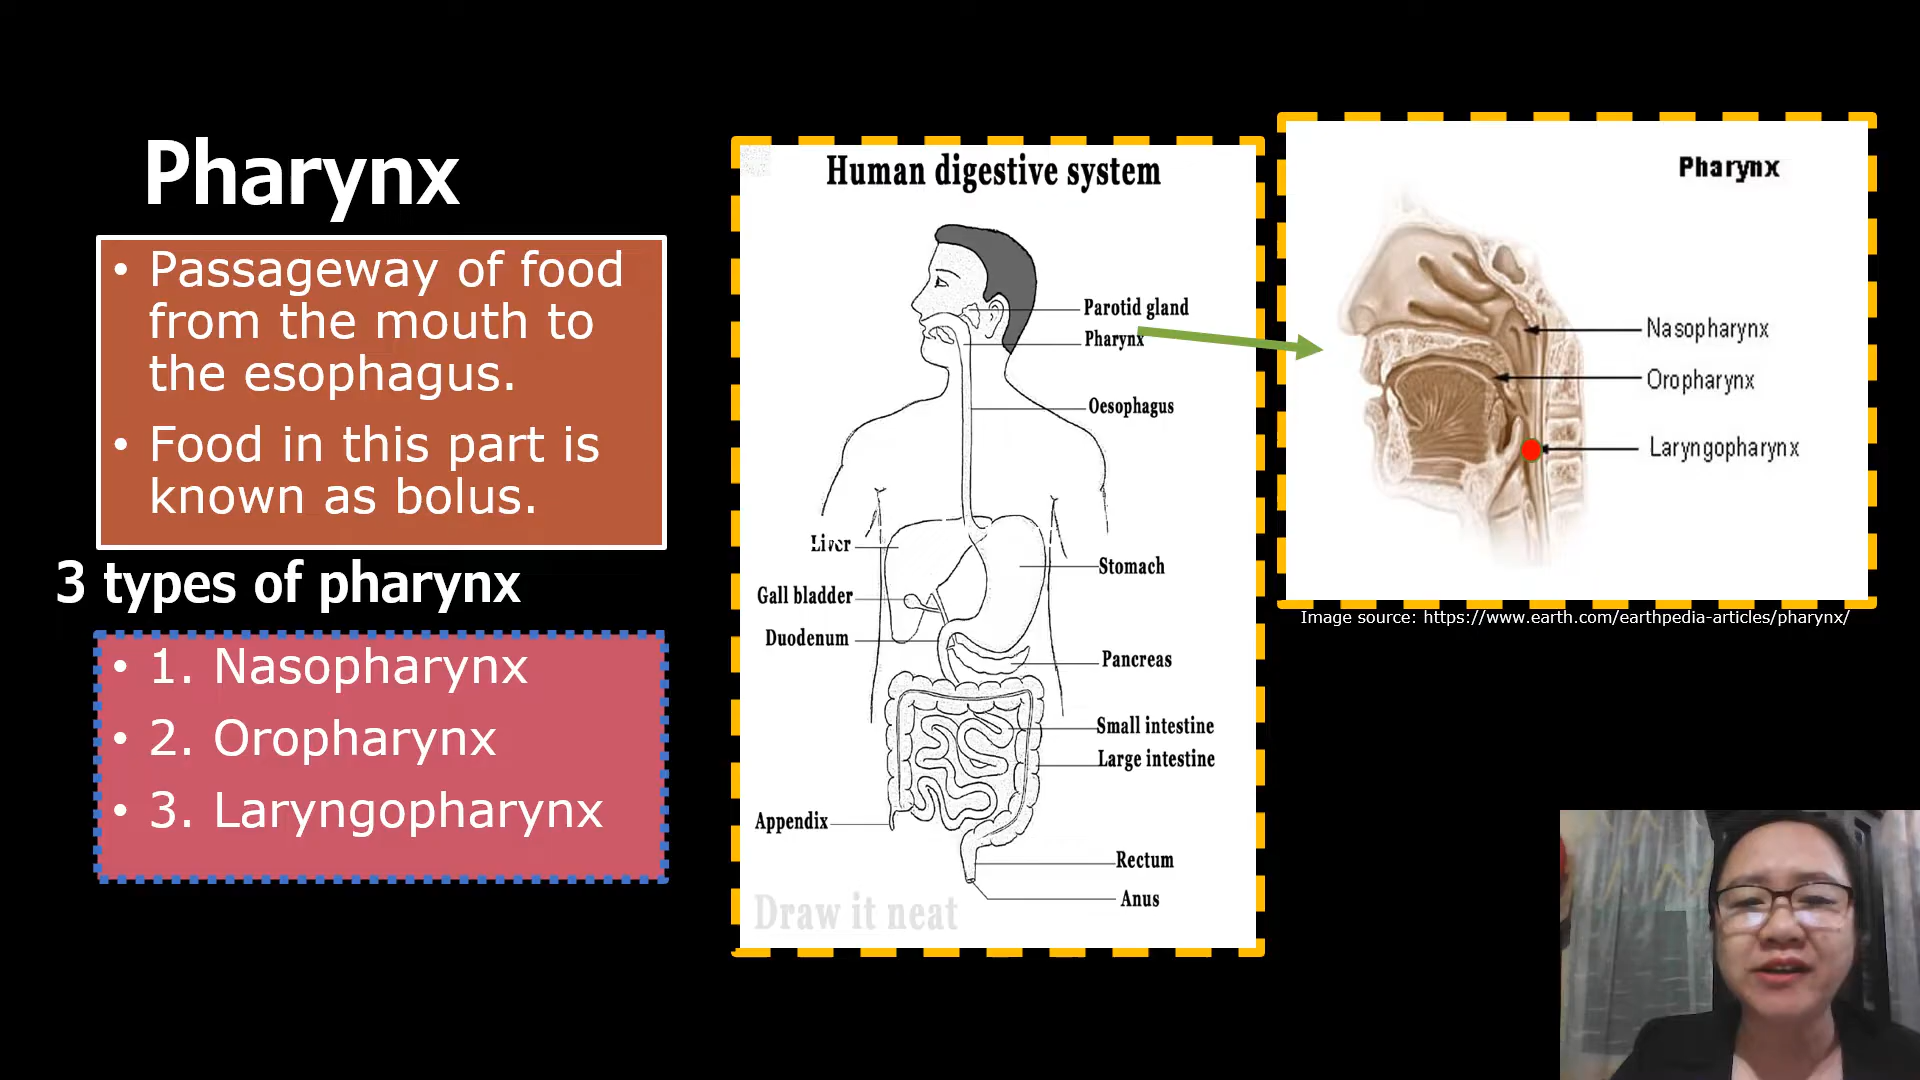 Pharynx
• Passageway of food
from the mouth to
the esophagus.
• Food in this part is
known as bolus.
3 types of pharynx
• 1. Nasopharynx
• 2. Oropharynx
• 3. Laryngopharynx
Human digestive system
Parotid gland
Pharynx
Oesophagus
Liver
Gall bladder
Duodenum
Stomach
Pancreas
Small intestine
Large intestine
Appendix
Rectum
Anus
Draw it neat
Pharynx
Nasopharynx
Oropharynx
Laryngopharynx
Image source: https://www.earth.com/earthpedia-articles/pharynx/